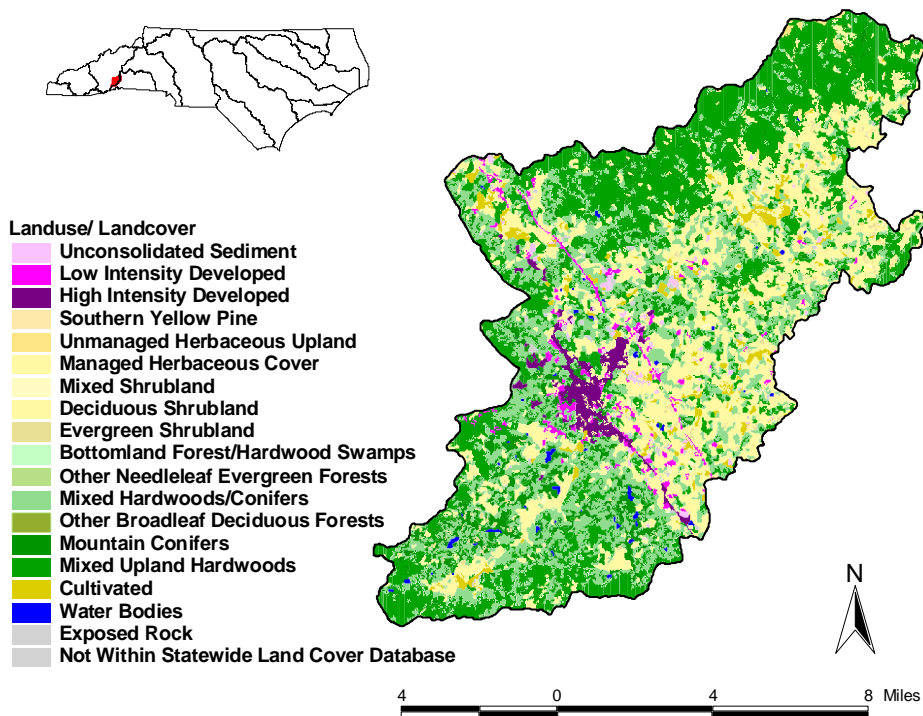 Landuse/ Landcover
Unconsolidated Sediment
Low Intensity Developed
High Intensity Developed
Southern Yellow Pine
Unmanaged Herbaceous Upland
Managed Herbaceous Cover
Mixed Shrubland
Deciduous Shrubland
Evergreen Shrubland
Bottomland Forest/Hardwood Swamps
Other Needleleaf Evergreen Forests
Mixed Hardwoods/Conifers
Other Broadleaf Deciduous Forests
Mountain Conifers
Mixed Upland Hardwoods
Cultivated
Water Bodies
Exposed Rock
Not Within Statewide Land Cover Database
N
4 0 4 8 Miles